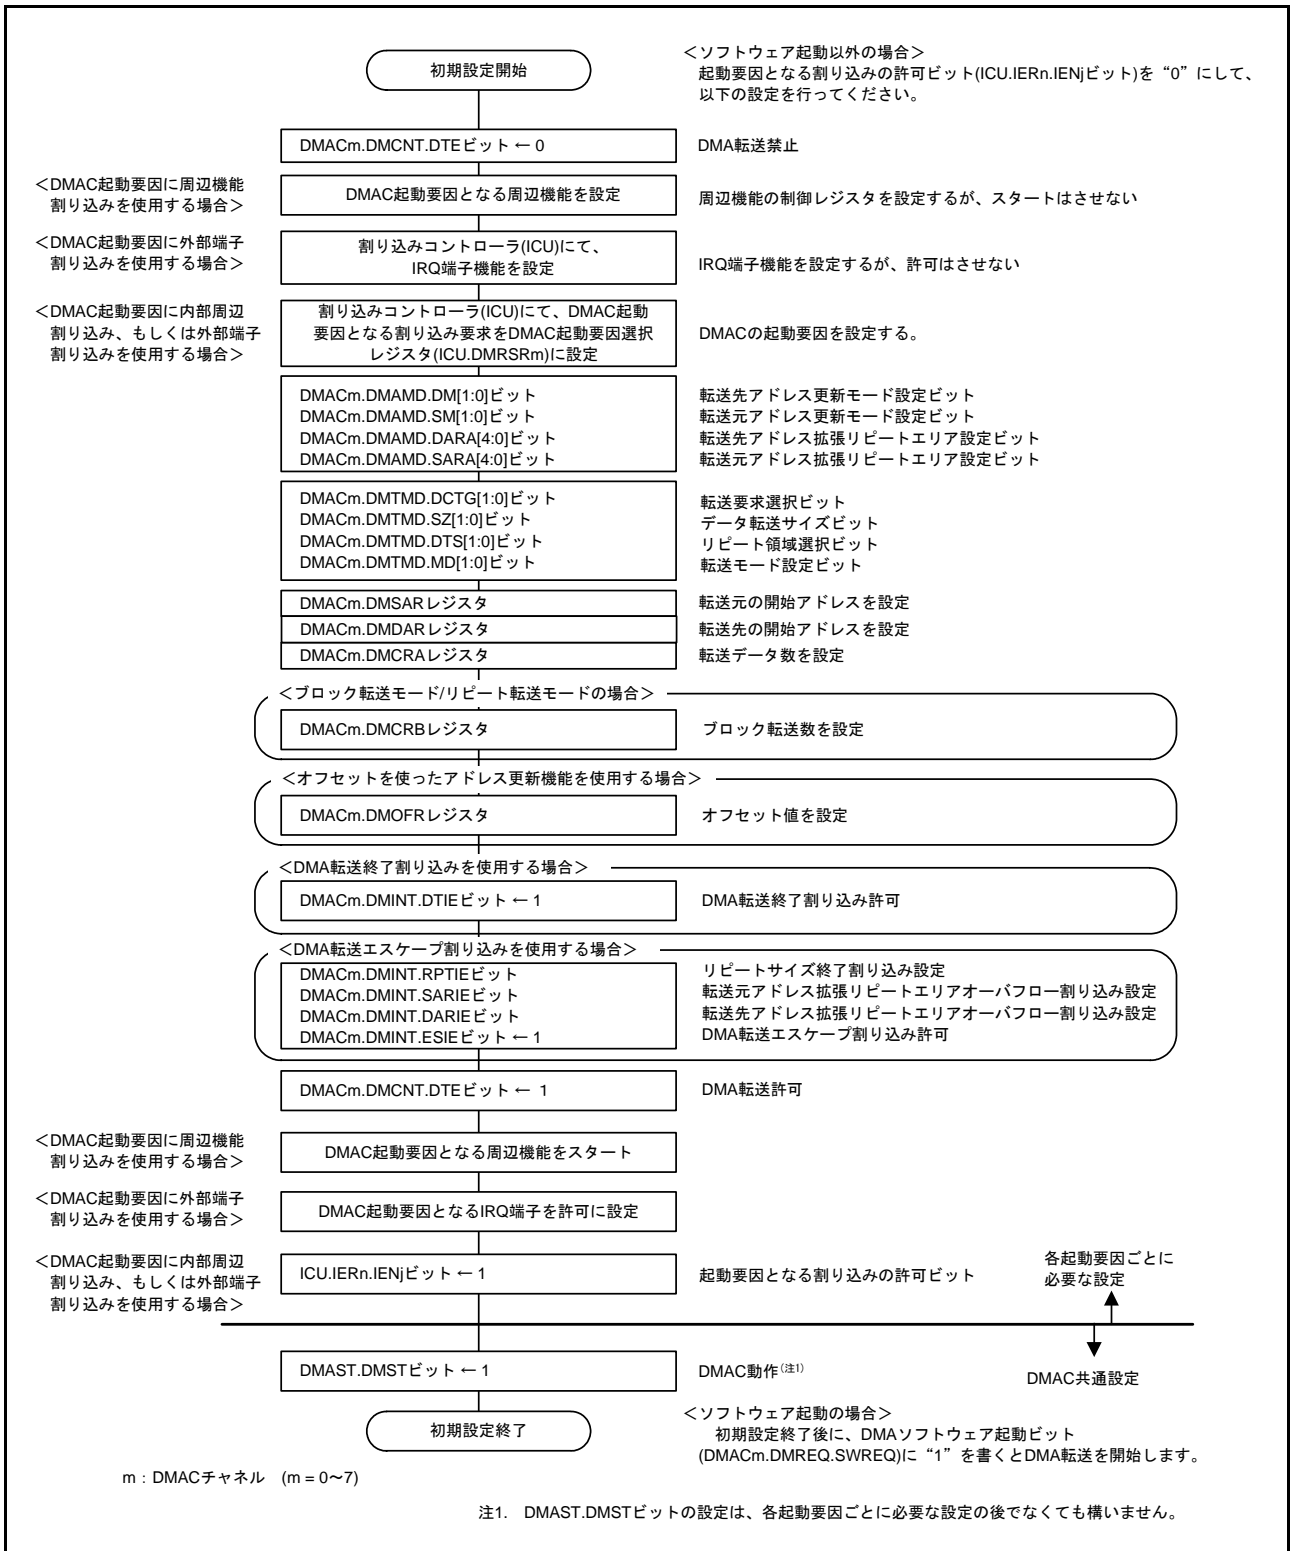 初期設定開始
<ソフトウェア起動以外の場合>
起動要因となる割り込みの許可ビット(ICU.IERn.IENjビット)を“0”にして、
以下の設定を行ってください。
DMACm.DMCNT.DTEビット ← 0
DMA転送禁止
<DMAC起動要因に周辺機能
割り込みを使用する場合>
DMAC起動要因となる周辺機能を設定
周辺機能の制御レジスタを設定するが、スタートはさせない
<DMAC起動要因に外部端子
割り込みを使用する場合>
割り込みコントローラ(ICU)にて、
IRQ端子機能を設定
IRQ端子機能を設定するが、許可はさせない
<DMAC起動要因に内部周辺
割り込み、もしくは外部端子
割り込みを使用する場合>
割り込みコントローラ(ICU)にて、DMAC起動
要因となる割り込み要求をDMAC起動要因選択
レジスタ(ICU.DMRSRm)に設定
DMACの起動要因を設定する。
DMACm.DMAMD.DM[1:0]ビット
転送先アドレス更新モード設定ビット
DMACm.DMAMD.SM[1:0]ビット
転送元アドレス更新モード設定ビット
DMACm.DMAMD.DARA[4:0]ビット
転送先アドレス拡張リピートエリア設定ビット
DMACm.DMAMD.SARA[4:0]ビット
転送元アドレス拡張リピートエリア設定ビット
DMACm.DMTMD.DCTG[1:0]ビット
転送要求選択ビット
DMACm.DMTMD.SZ[1:0]ビット
データ転送サイズビット
DMACm.DMTMD.DTS[1:0]ビット
リピート領域選択ビット
DMACm.DMTMD.MD[1:0]ビット
転送モード設定ビット
DMACm.DMSARレジスタ
転送元の開始アドレスを設定
DMACm.DMDARレジスタ
転送先の開始アドレスを設定
DMACm.DMCRAレジスタ
転送データ数を設定
<ブロック転送モード/リピート転送モードの場合>
DMACm.DMCRBレジスタ
ブロック転送数を設定
<オフセットを使ったアドレス更新機能を使用する場合>
DMACm.DMOFRレジスタ
オフセット値を設定
<DMA転送終了割り込みを使用する場合>
DMACm.DMINT.DTIEビット ← 1
DMA転送終了割り込み許可
<DMA転送エスケープ割り込みを使用する場合>
DMACm.DMINT.RPTIEビット
リピートサイズ終了割り込み設定
DMACm.DMINT.SARIEビット
転送元アドレス拡張リピートエリアオーバフロー割り込み設定
DMACm.DMINT.DARIEビット
転送先アドレス拡張リピートエリアオーバフロー割り込み設定
DMACm.DMINT.ESIEビット ← 1
DMA転送エスケープ割り込み許可
DMACm.DMCNT.DTEビット ← 1
DMA転送許可
<DMAC起動要因に周辺機能
割り込みを使用する場合>
DMAC起動要因となる周辺機能をスタート
<DMAC起動要因に外部端子
割り込みを使用する場合>
DMAC起動要因となるIRQ端子を許可に設定
<DMAC起動要因に内部周辺
割り込み、もしくは外部端子
割り込みを使用する場合>
ICU.IERn.IENjビット ← 1
起動要因となる割り込みの許可ビット
各起動要因ごとに
必要な設定
DMAST.DMSTビット ← 1
DMAC動作(注1)
DMAC共通設定
初期設定終了
<ソフトウェア起動の場合>
初期設定終了後に、DMAソフトウェア起動ビット
(DMACm.DMREQ.SWREQ)に“1”を書くとDMA転送を開始します。
m:DMACチャネル (m = 0~7)
注1. DMAST.DMSTビットの設定は、各起動要因ごとに必要な設定の後でなくても構いません。